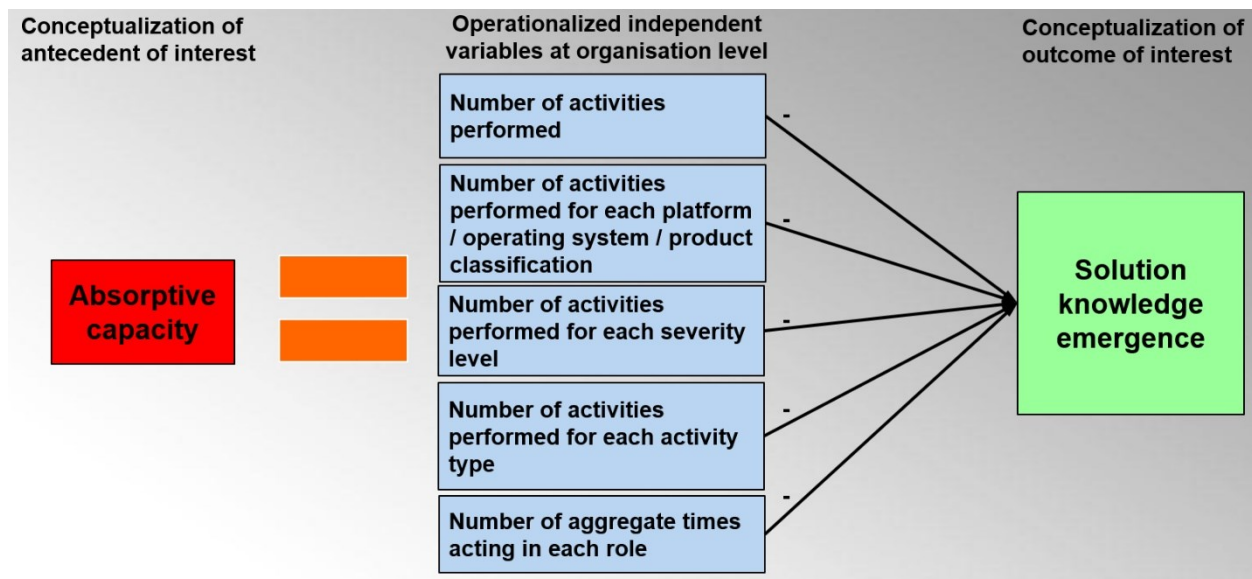 Conceptualization of
antecedent of interest
Operationalized independent
variables at organisation level
Conceptualization of
outcome of interest
Number of activities
performed
-
Number of activities
performed for each platform
/ operating system / product
classification
-
Absorptive
capacity
Number of activities
performed for each severity
level
-
Solution
knowledge
emergence
Number of activities
performed for each activity
type
-
Number of aggregate times
acting in each role
-